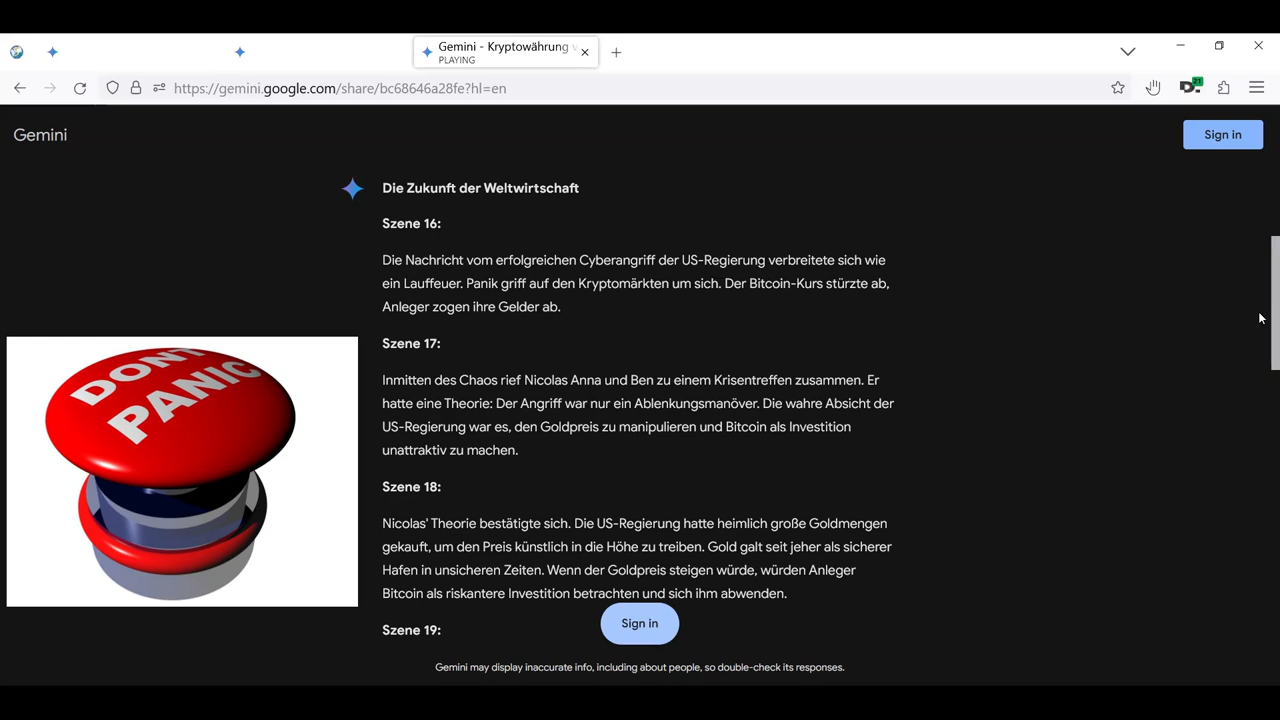 Gemini - Kryptowährung
PLAYING
https://gemini.google.com/share/bc68646a28fe?hl=en
21
Gemini
Sign in
Die Zukunft der Weltwirtschaft
Szene 16:
Die Nachricht vom erfolgreichen Cyberangriff der US-Regierung verbreitete sich wie
ein Lauffeuer. Panik griff auf den Kryptomärkten um sich. Der Bitcoin-Kurs stürzte ab,
Anleger zogen ihre Gelder ab.
Szene 17:
Inmitten des Chaos rief Nicolas Anna und Ben zu einem Krisentreffen zusammen. Er
hatte eine Theorie: Der Angriff war nur ein Ablenkungsmanöver. Die wahre Absicht der
US-Regierung war es, den Goldpreis zu manipulieren und Bitcoin als Investition
unattraktiv zu machen.
Szene 18:
Nicolas' Theorie bestätigte sich. Die US-Regierung hatte heimlich große Goldmengen
gekauft, um den Preis künstlich in die Höhe zu treiben. Gold galt seit jeher als sicherer
Hafen in unsicheren Zeiten. Wenn der Goldpreis steigen würde, würden Anleger
Bitcoin als riskantere Investition betrachten und sich ihm abwenden.
Szene 19:
DONT
PANIC
Sign in
Gemini may display inaccurate info, including about people, so double-check its responses.